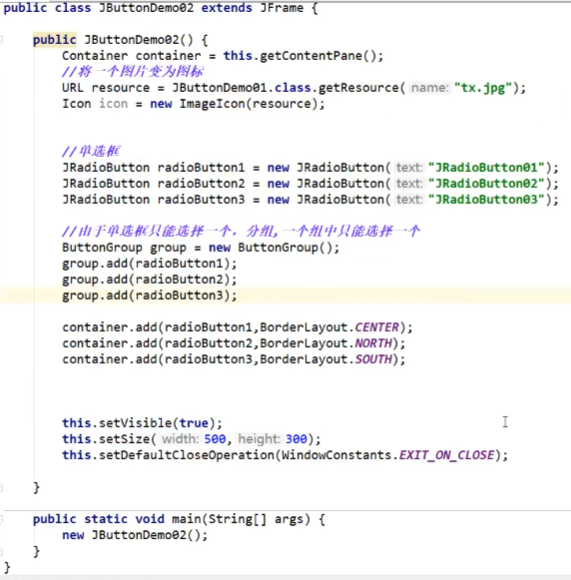 public class JButtonDemo02 extends JFrame {
public JButtonDemo02() {
Container container = this.getContentPane();
//将一个图片变为图标
URL resource = JButtonDemo01.class.getResource( name: "tx.jpg");
Icon icon = new ImageIcon(resource);
//单选框
JRadioButton radioButton1 = new JRadioButton( text: "JRadioButton01");
JRadioButton radioButton2 = new JRadioButton( text: "JRadioButton02");
JRadioButton radioButton3 = new JRadioButton( text: "JRadioButton03");
//由于单选框只能选择一个，分组,一个组中只能选择一个
ButtonGroup group = new ButtonGroup();
group.add(radioButton1);
group.add(radioButton2);
group.add(radioButton3);
container.add(radioButton1,BorderLayout.CENTER);
container.add(radioButton2,BorderLayout.NORTH);
container.add(radioButton3,BorderLayout.SOUTH);
this.setVisible(true);
this.setSize( width: 500, height: 300);
this.setDefaultCloseOperation(WindowConstants.EXIT_ON_CLOSE);
}
public static void main(String[] args) {
new JButtonDemo02();
}
}